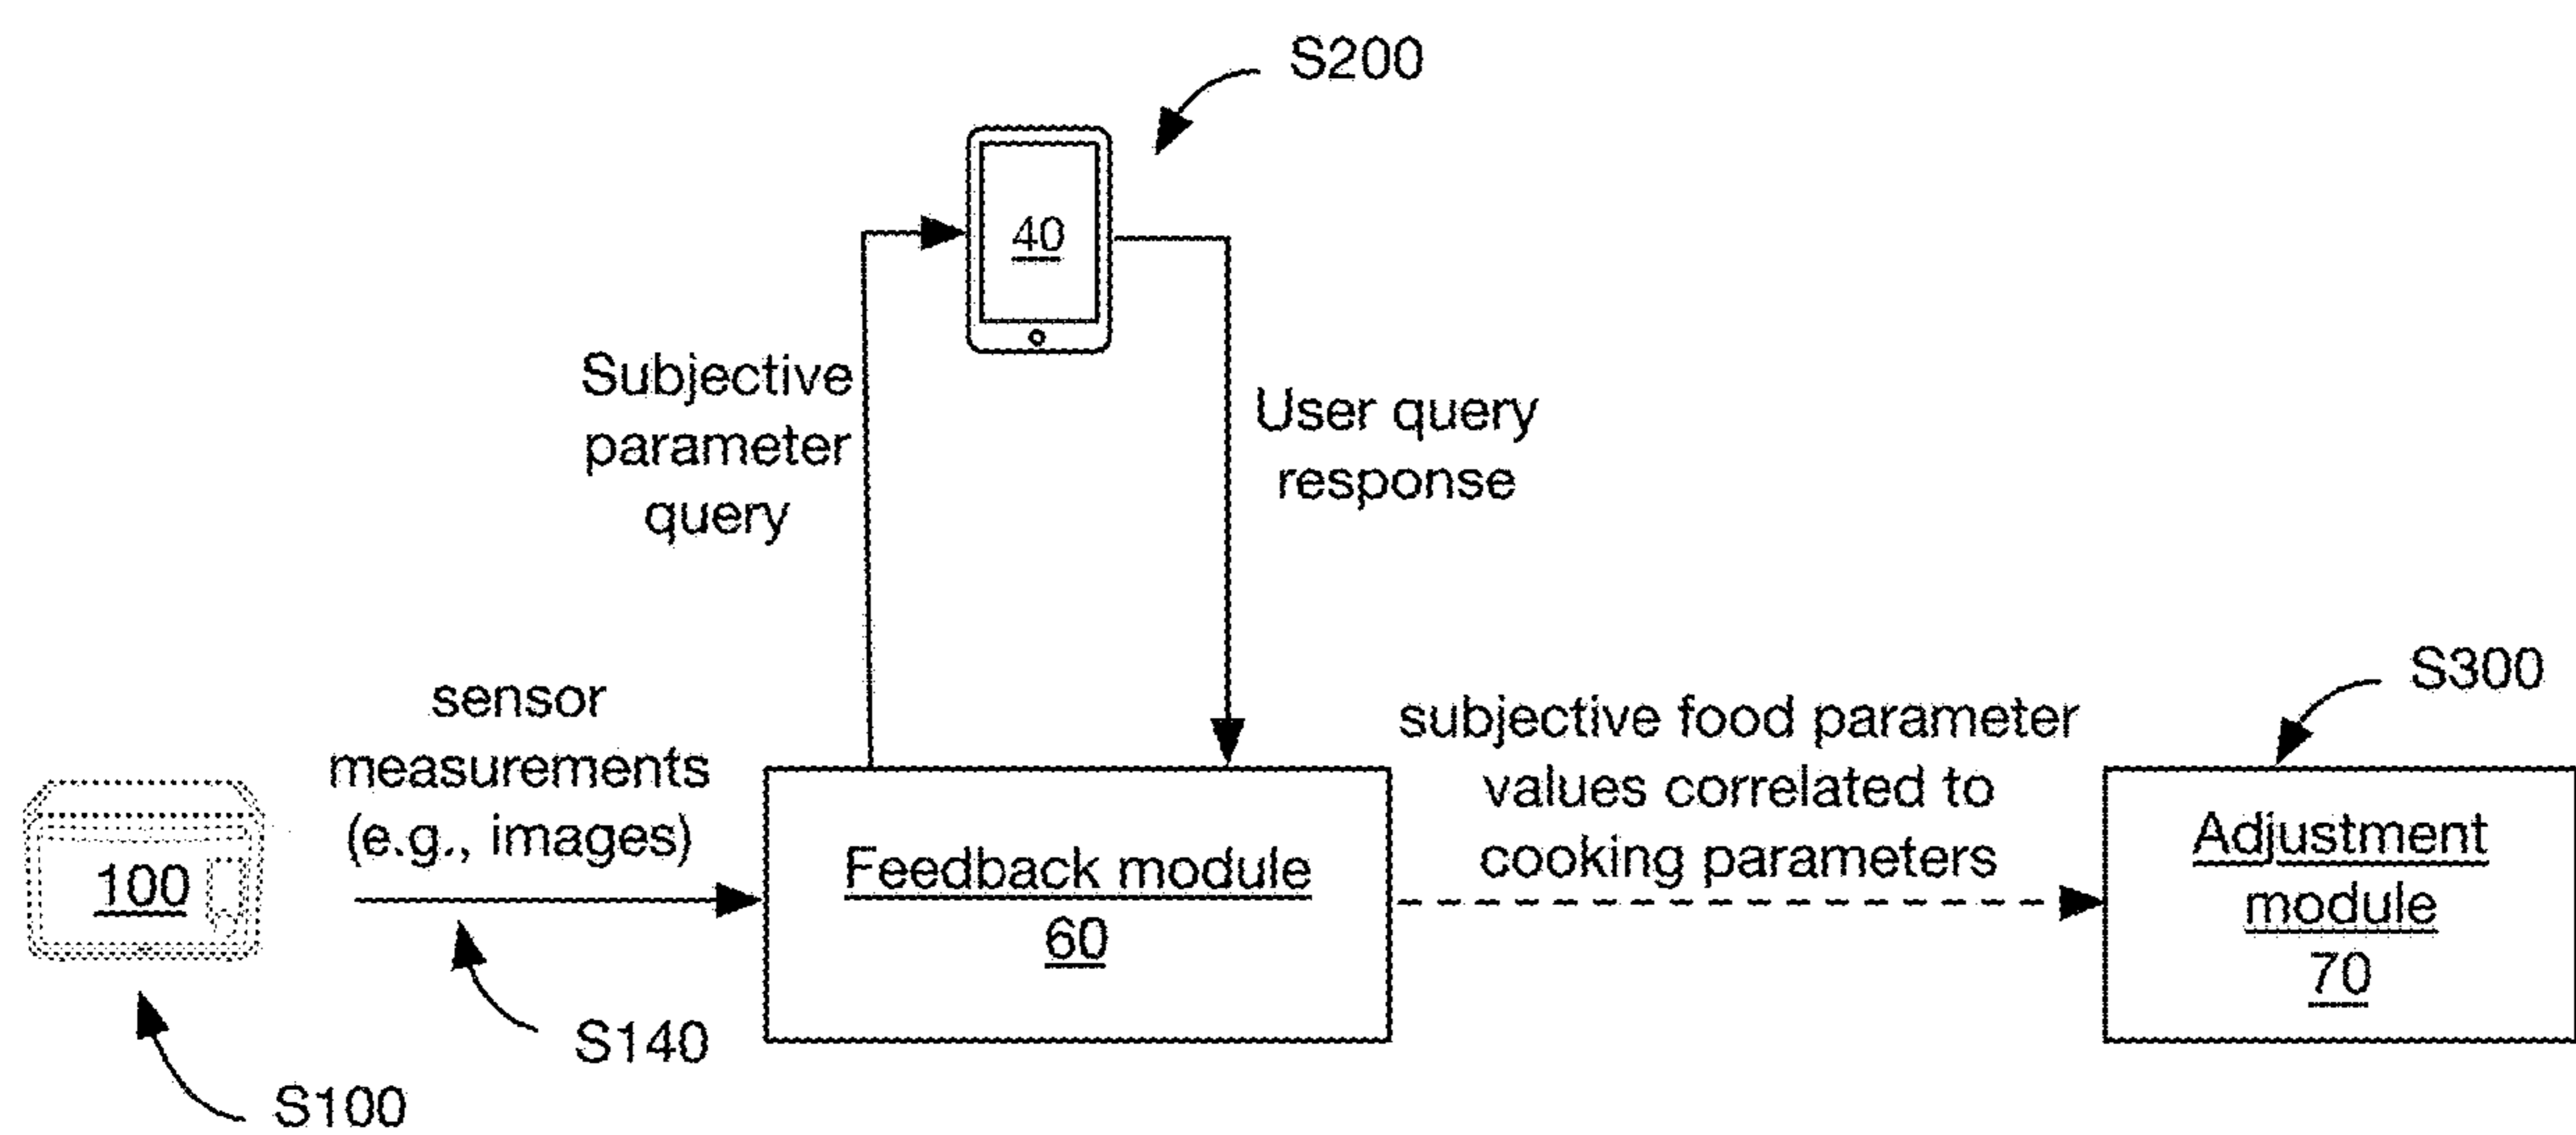 S200
40
Subjective
parameter
query
User query
response
S300
sensor
measurements
(e.g., images)
subjective food parameter
values correlated to
cooking parameters
100
Feedback module
60
Adjustment
module
70
S140
S100